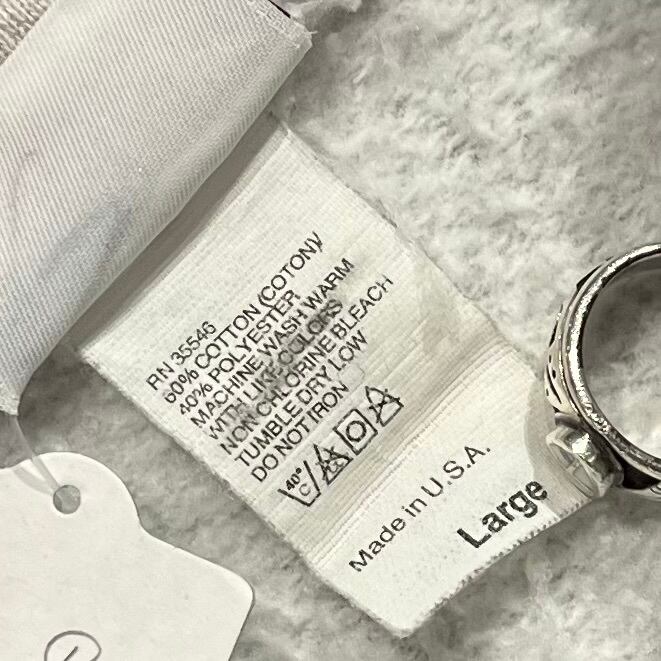 RN 35546
60% COTTON (COTON)/
40% POLYESTER
MACHINE WASH WARM
WITH LIKE COLORS
NON CHLORINE BLEACH
TUMBLE DRY LOW
DO NOT IRON
40°
C
Made in U.S.A.
Large